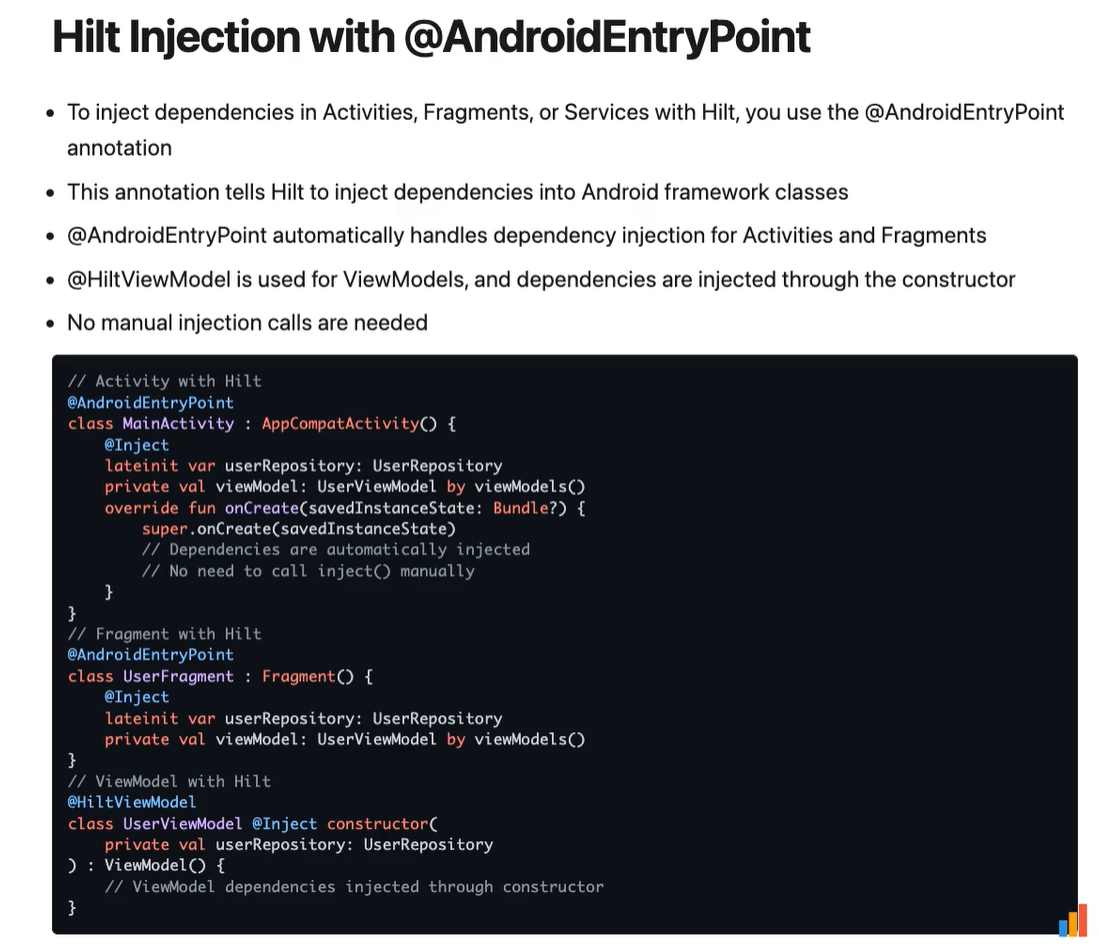 Hilt Injection with @AndroidEntryPoint
• To inject dependencies in Activities, Fragments, or Services with Hilt, you use the @AndroidEntryPoint
annotation
• This annotation tells Hilt to inject dependencies into Android framework classes
• @AndroidEntryPoint automatically handles dependency injection for Activities and Fragments
• @HiltViewModel is used for ViewModels, and dependencies are injected through the constructor
• No manual injection calls are needed
// Activity with Hilt
@AndroidEntryPoint
class MainActivity : AppCompatActivity() {
    @Inject
    lateinit var userRepository: UserRepository
    private val viewModel: UserViewModel by viewModels()
    override fun onCreate(savedInstanceState: Bundle?) {
        super.onCreate(savedInstanceState)
        // Dependencies are automatically injected
        // No need to call inject() manually
    }
}
// Fragment with Hilt
@AndroidEntryPoint
class UserFragment : Fragment() {
    @Inject
    lateinit var userRepository: UserRepository
    private val viewModel: UserViewModel by viewModels()
}
// ViewModel with Hilt
@HiltViewModel
class UserViewModel @Inject constructor(
    private val userRepository: UserRepository
) : ViewModel() {
    // ViewModel dependencies injected through constructor
}